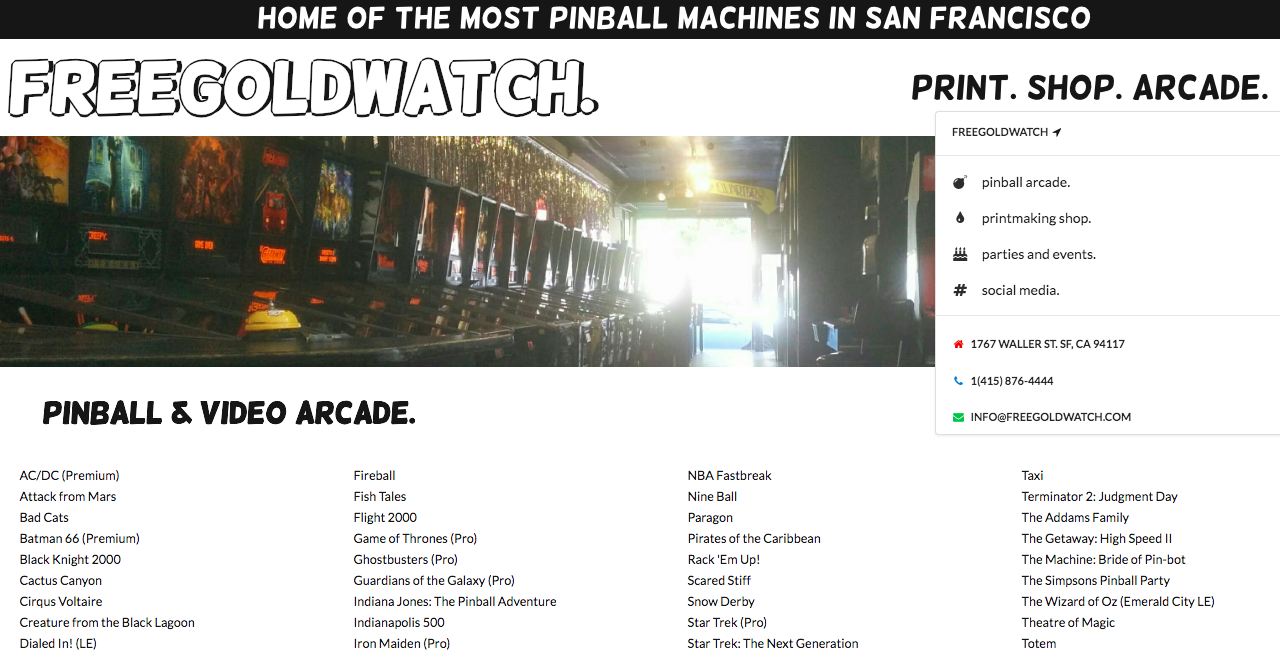 HOME OF THE MOST PINBALL MACHINES IN SAN FRANCISCO
FREEGOLDWATCH.
PRINT. SHOP. ARCADE.
FREEGOLDWATCH
pinball arcade.
printmaking shop.
parties and events.
social media.
1767 WALLER ST. SF, CA 94117
1(415) 876-4444
INFO@FREEGOLDWATCH.COM
CREEPY.
PINBALL & VIDEO ARCADE.
AC/DC (Premium)
Attack from Mars
Bad Cats
Batman 66 (Premium)
Black Knight 2000
Cactus Canyon
Cirqus Voltaire
Creature from the Black Lagoon
Dialed In! (LE)
Fireball
Fish Tales
Flight 2000
Game of Thrones (Pro)
Ghostbusters (Pro)
Guardians of the Galaxy (Pro)
Indiana Jones: The Pinball Adventure
Indianapolis 500
Iron Maiden (Pro)
NBA Fastbreak
Nine Ball
Paragon
Pirates of the Caribbean
Rack 'Em Up!
Scared Stiff
Snow Derby
Star Trek (Pro)
Star Trek: The Next Generation
Taxi
Terminator 2: Judgment Day
The Addams Family
The Getaway: High Speed II
The Machine: Bride of Pin-bot
The Simpsons Pinball Party
The Wizard of Oz (Emerald City LE)
Theatre of Magic
Totem